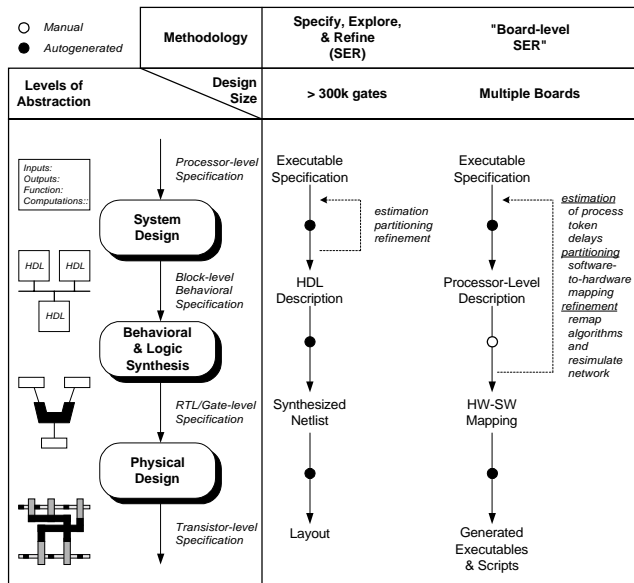 Manual
Autogenerated
Methodology
Specify, Explore,
& Refine
(SER)
"Board-level
SER"
Levels of
Abstraction
Design
Size
> 300k gates
Multiple Boards
Inputs:
Outputs:
Function:
Computations::
Processor-level
Specification
System
Design
HDL
HDL
HDL
Block-level
Behavioral
Specification
Behavioral
& Logic
Synthesis
RTL/Gate-level
Specification
Physical
Design
Transistor-level
Specification
Executable
Specification
estimation
partitioning
refinement
HDL
Description
Synthesized
Netlist
Layout
Executable
Specification
estimation
of process
token
delays
partitioning
software-
to-hardware
mapping
refinement
remap
algorithms
and
resimulate
network
Processor-Level
Description
HW-SW
Mapping
Generated
Executables
& Scripts